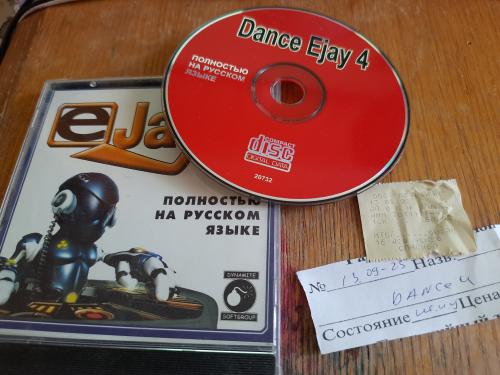 Dance Ejay 4
ПОЛНОСТЬЮ
НА РУССКОМ
ЯЗЫКЕ
COMPACT
disc
DIGITAL DATA
20732
eJa
ПОЛНОСТЬЮ
НА РУССКОМ
ЯЗЫКЕ
DYNAMITE
SOFTGROUP
№ 13.09-25 Назв
DANCE 4
Состояние Цена